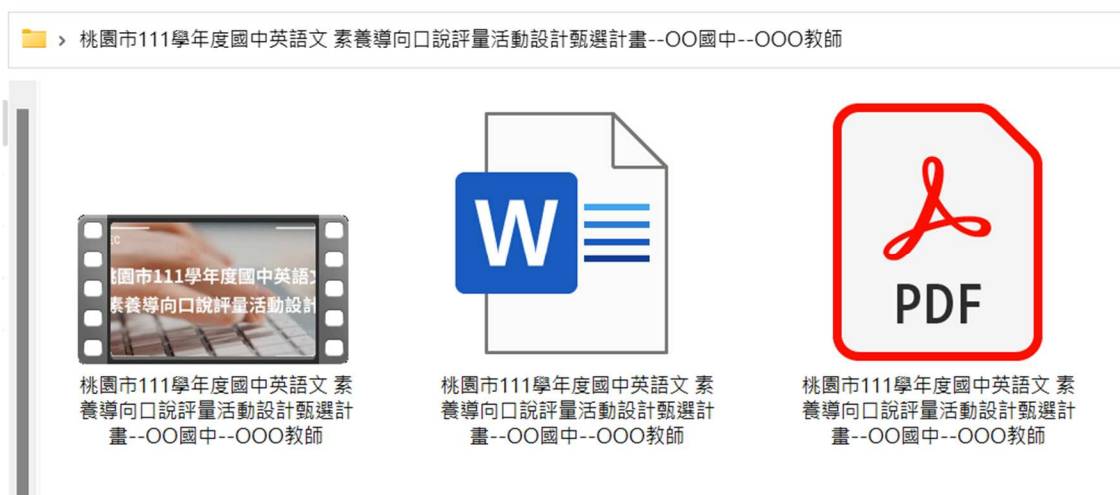 桃園市111學年度國中英語文 素養導向口說評量活動設計甄選計畫--OO國中--OOO教師
EC
桃園市111學年度國中英語文
素養導向口說評量活動設計
W
PDF
桃園市111學年度國中英語文 素
養導向口說評量活動設計甄選計
畫--OO國中--OOO教師
桃園市111學年度國中英語文 素
養導向口說評量活動設計甄選計
畫--OO國中--OOO教師
桃園市111學年度國中英語文 素
養導向口說評量活動設計甄選計
畫--OO國中--OOO教師